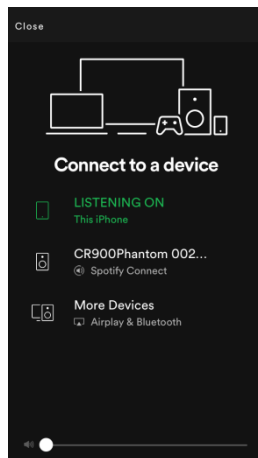 Close
Connect to a device
LISTENING ON
This iPhone
CR900Phantom 002...
Spotify Connect
More Devices
Airplay & Bluetooth